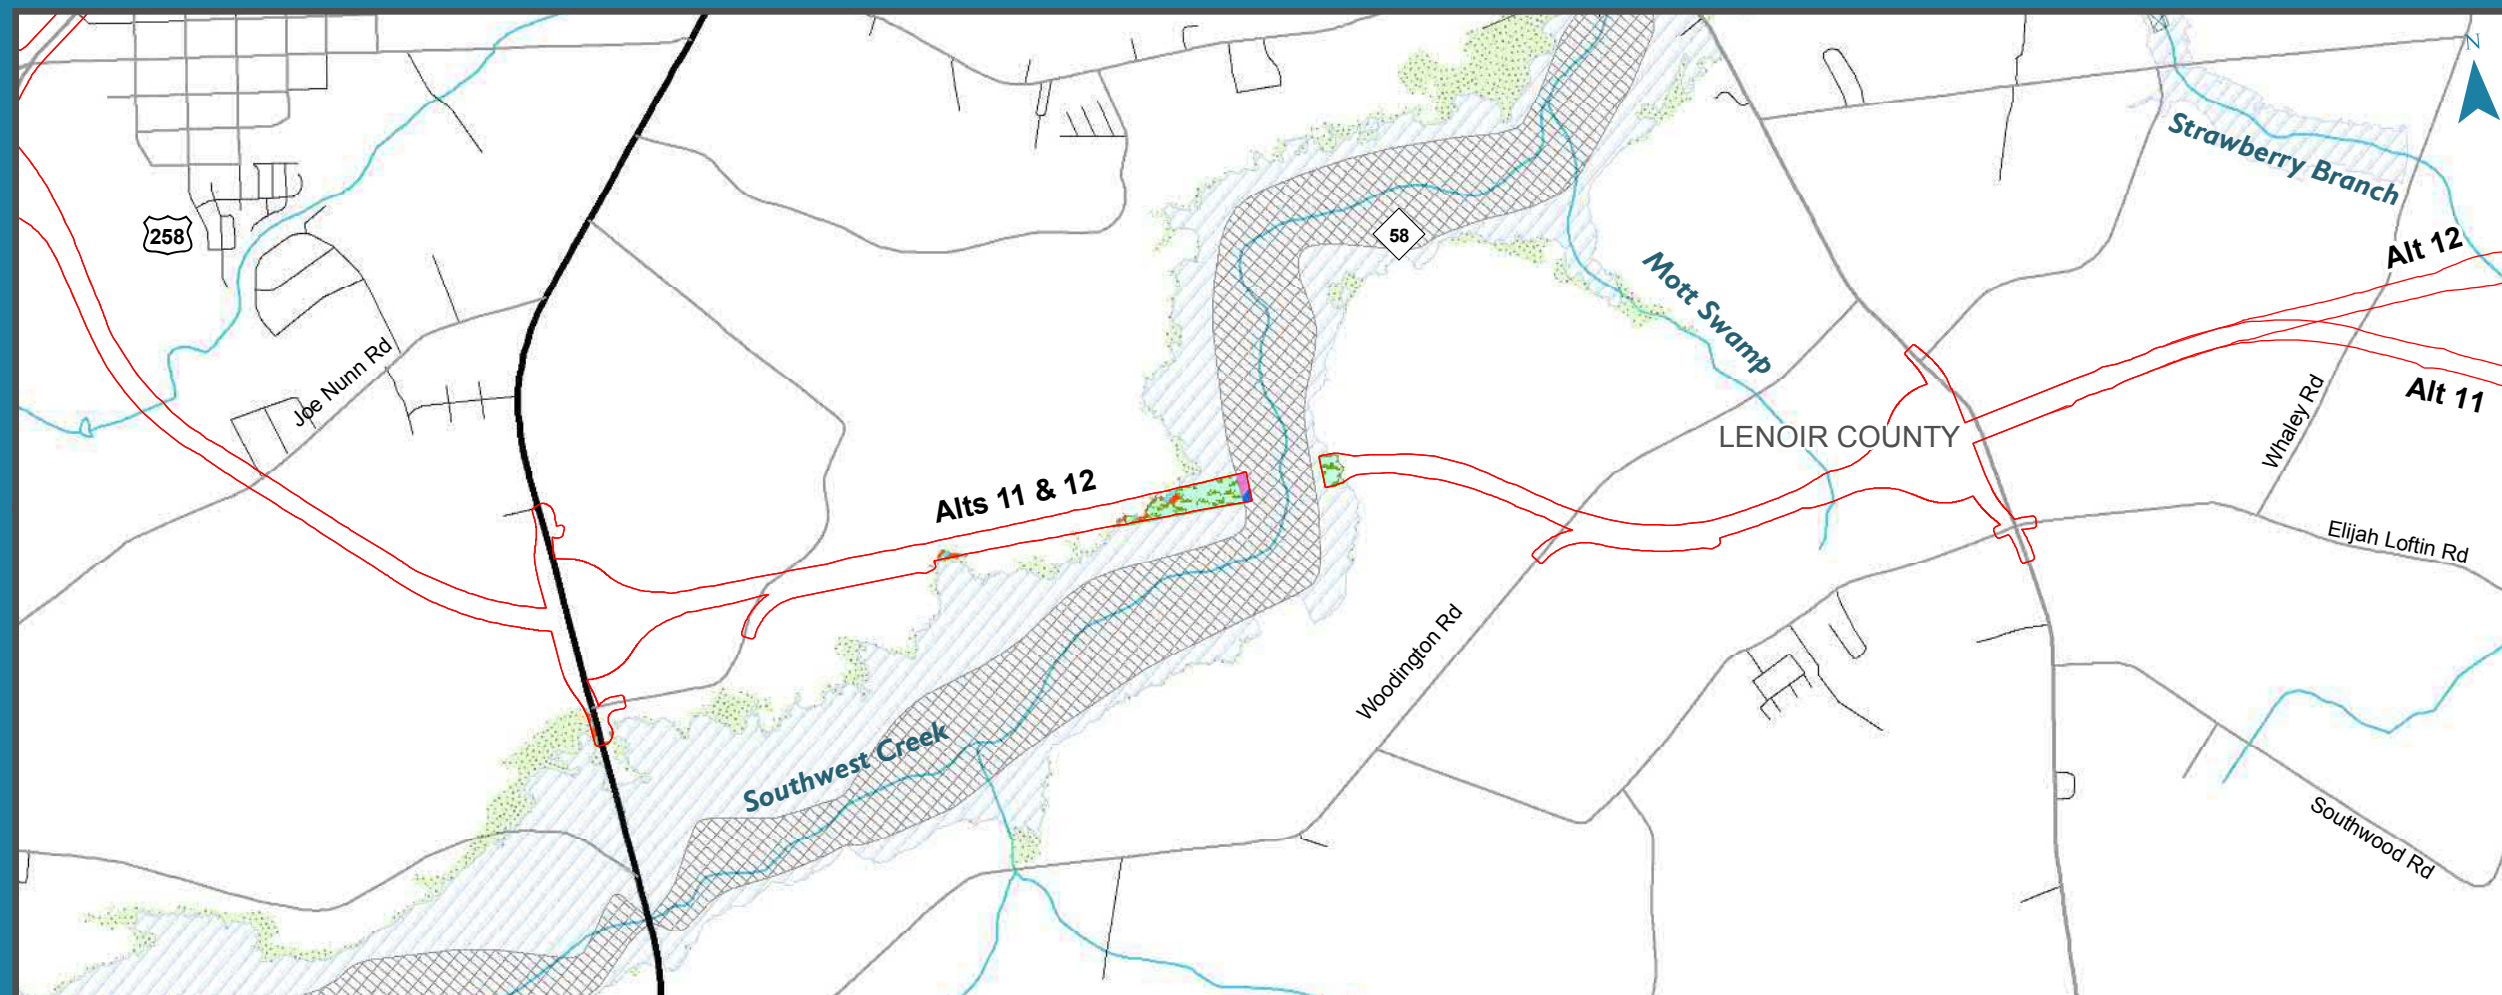 N
Strawberry Branch
258
58
Alt 12
Mott Swamp
Joe Nunn Rd
Alt 11
Whaley Rd
LENOIR COUNTY
Alts 11 & 12
Elijah Loftin Rd
Woodington Rd
Southwest Creek
Southwood Rd